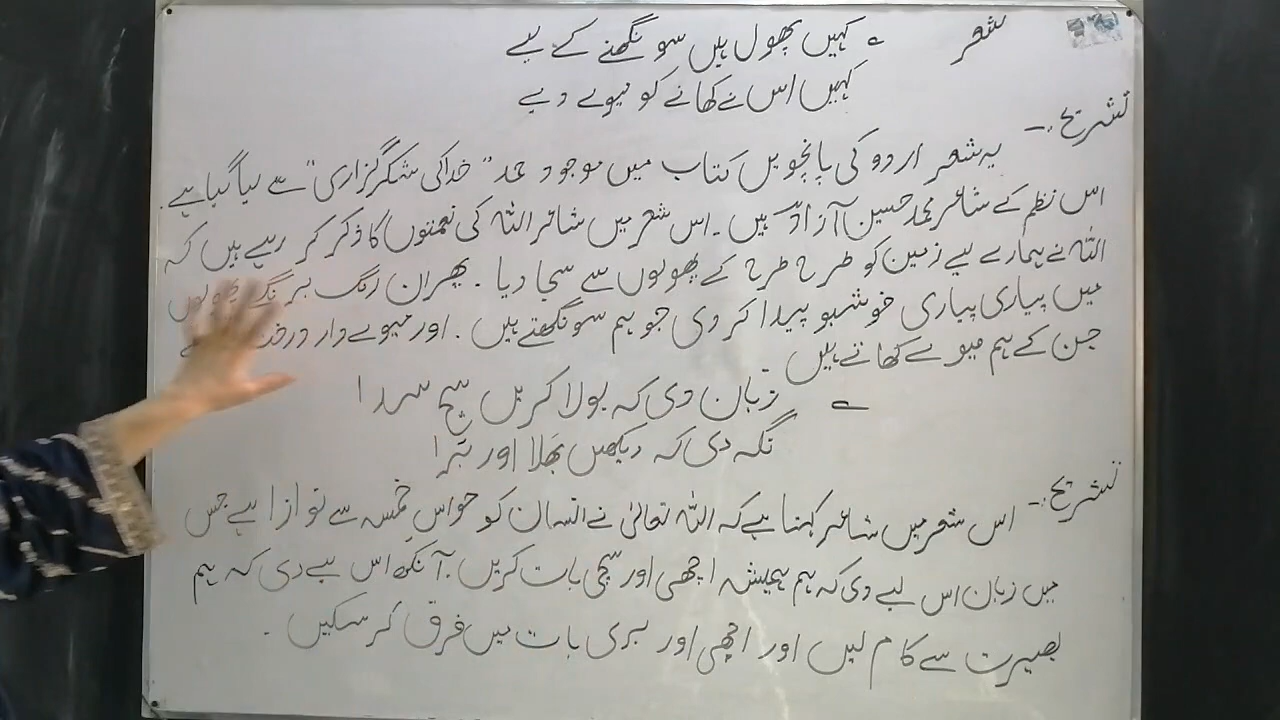 شعر ؎ کہیں پھول ہیں سونگھنے کے لیے
کہیں اس نے کھانے کو میوے دیے
تشریح:-
یہ شعر اردو کی پانچویں کتاب میں موجود حمد "خدا کی شکرگزاری" سے لیا گیا ہے۔
اس نظم کے شاعر محمد حسین آزادؔ ہیں۔ اس شعر میں شاعر اللہ کی نعمتوں کا ذکر کر رہے ہیں کہ
اللہ نے ہمارے لیے زمین کو طرح طرح کے پھولوں سے سجا دیا۔ پھر ان رنگ برنگے پھولوں
میں پیاری پیاری خوشبو پیدا کر دی جو ہم سونگھتے ہیں۔ اور میوے دار
جن کے ہم میوے کھاتے ہیں
؎ زبان دی کہ بولا کریں سچ سدا
نگہ دی کہ دیکھیں بَھلا اور بُرا
تشریح:-
اس شعر میں شاعر کہتا ہے کہ اللہ تعالیٰ نے انسان کو حواسِ خمسہ سے نوازا ہے جس
میں زبان اس لیے دی کہ ہم ہمیشہ اچھی اور سچی بات کریں۔ آنکھ اس لیے دی کہ ہم
بصیرت سے کام لیں اور اچھی اور بری بات میں فرق کر سکیں۔